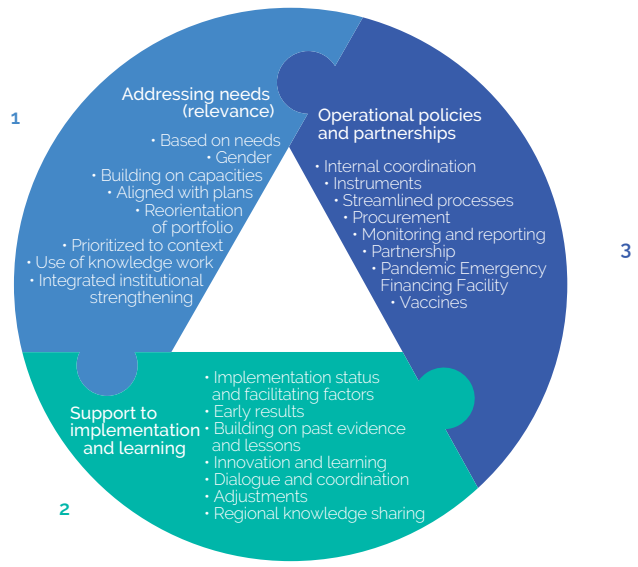 1
Addressing needs
(relevance)
• Based on needs
• Gender
• Building on capacities
• Aligned with plans
• Reorientation
of portfolio
• Prioritized to context
• Use of knowledge work
• Integrated institutional
strengthening
Operational policies
and partnerships
• Internal coordination
• Instruments
• Streamlined processes
• Procurement
• Monitoring and reporting
• Partnership
• Pandemic Emergency
Financing Facility
• Vaccines
3
Support to
implementation
and learning
• Implementation status
and facilitating factors
• Early results
• Building on past evidence
and lessons
• Innovation and learning
• Dialogue and coordination
• Adjustments
• Regional knowledge sharing
2